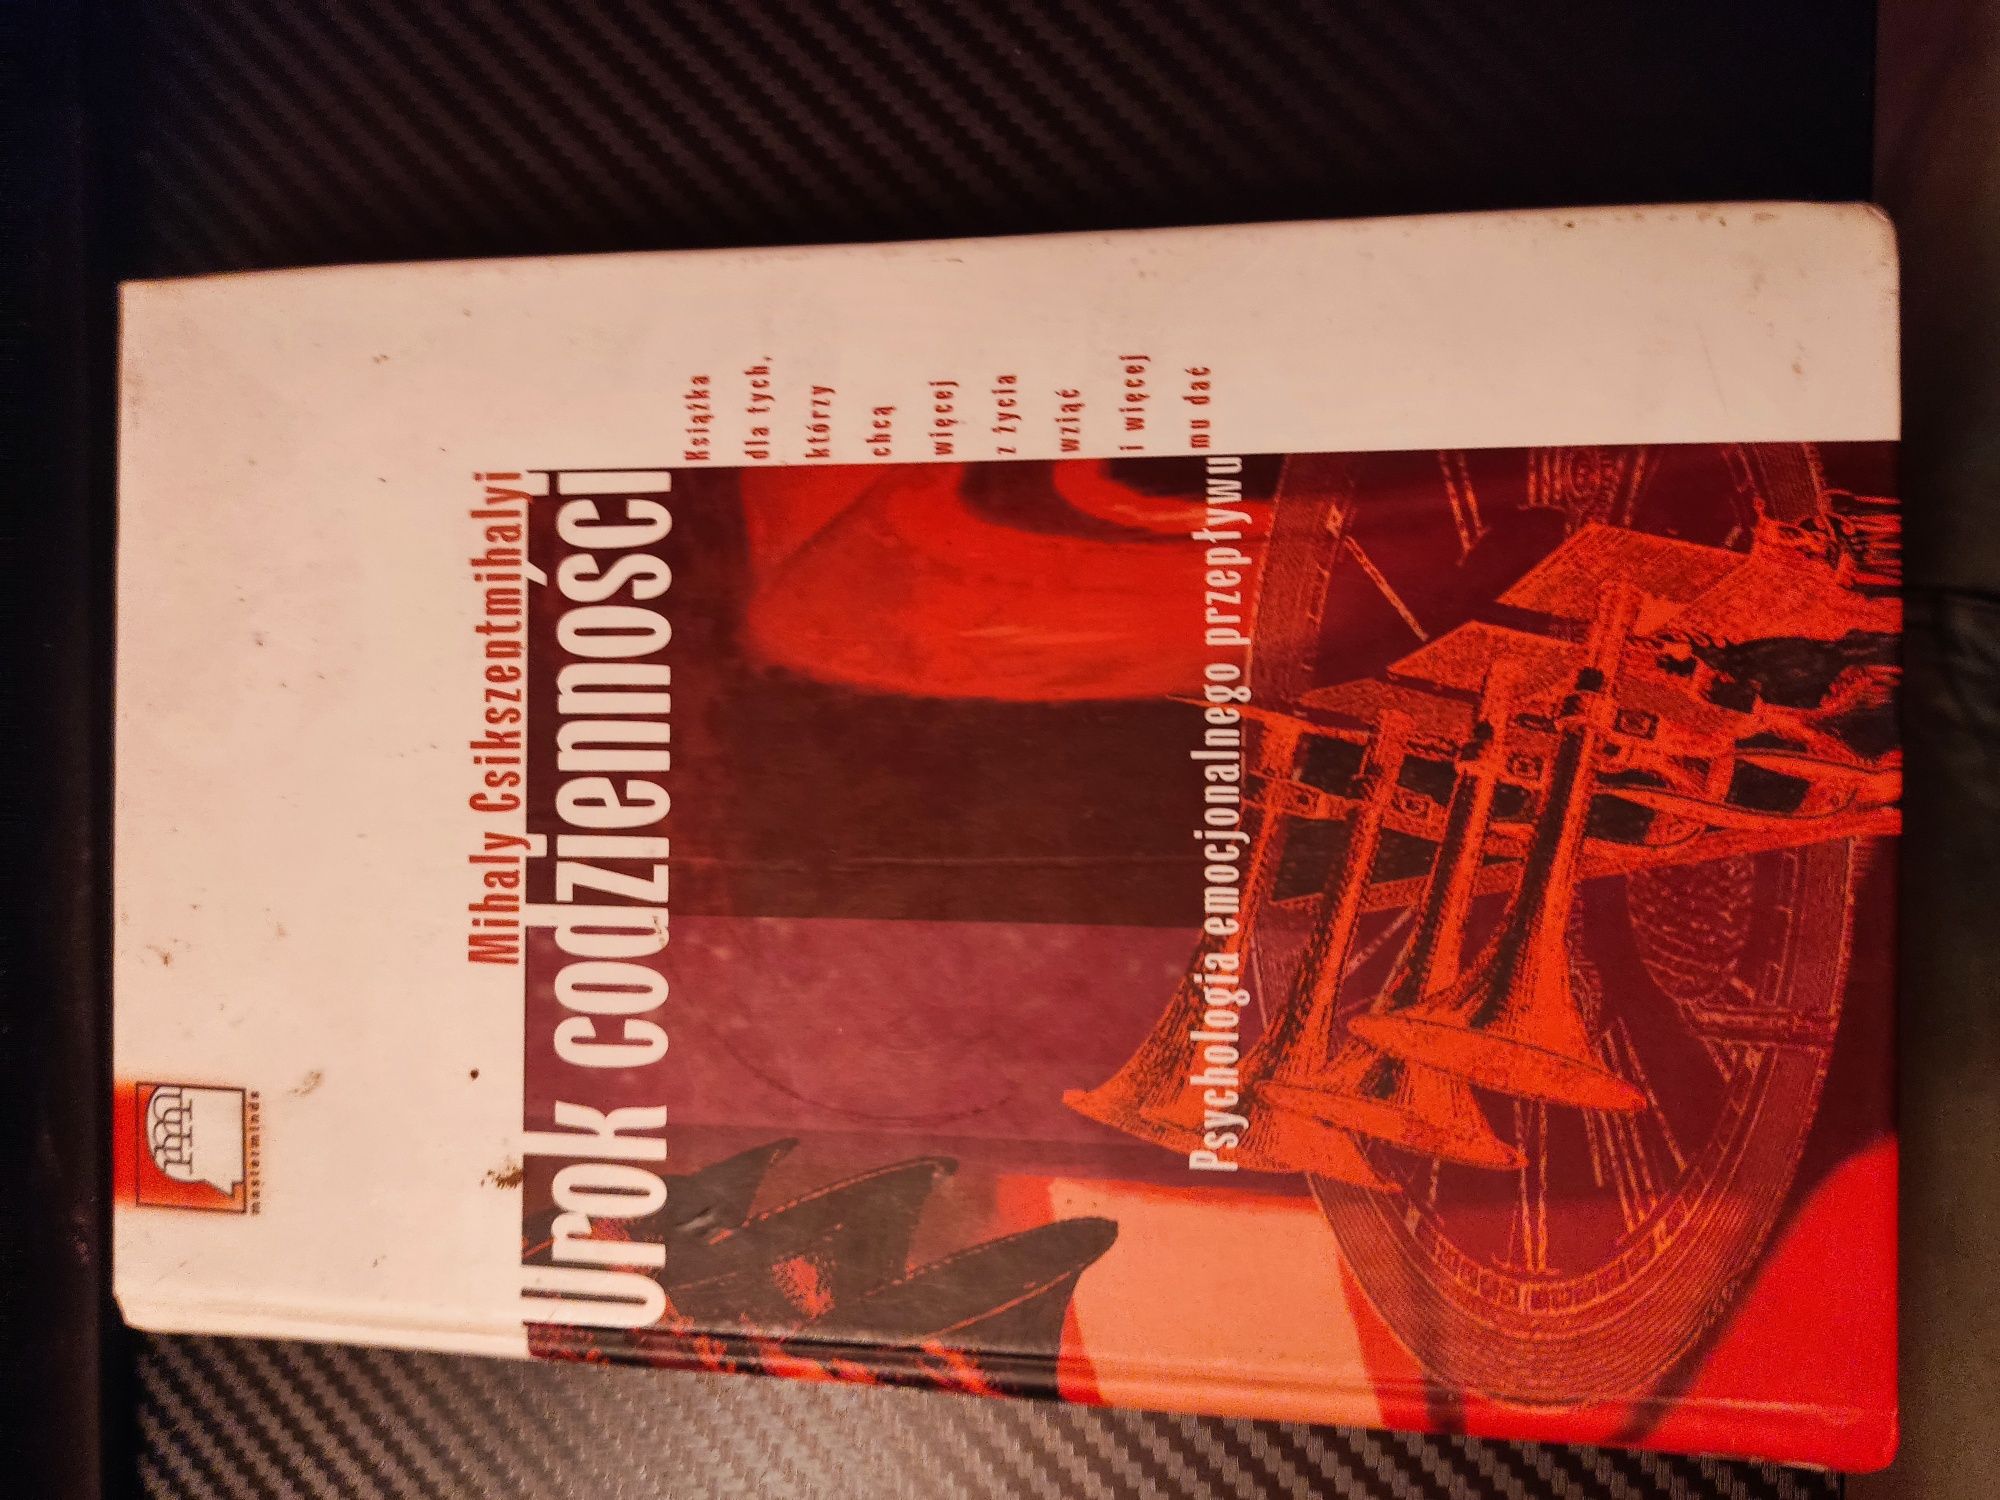 masterminds
Mihaly Csikszentmihalyi
Urok codzienności
Książka
dla tych,
którzy
chcą
więcej
z życia
wziąć
i więcej
mu dać
Psychologia emocjonalnego przepływu